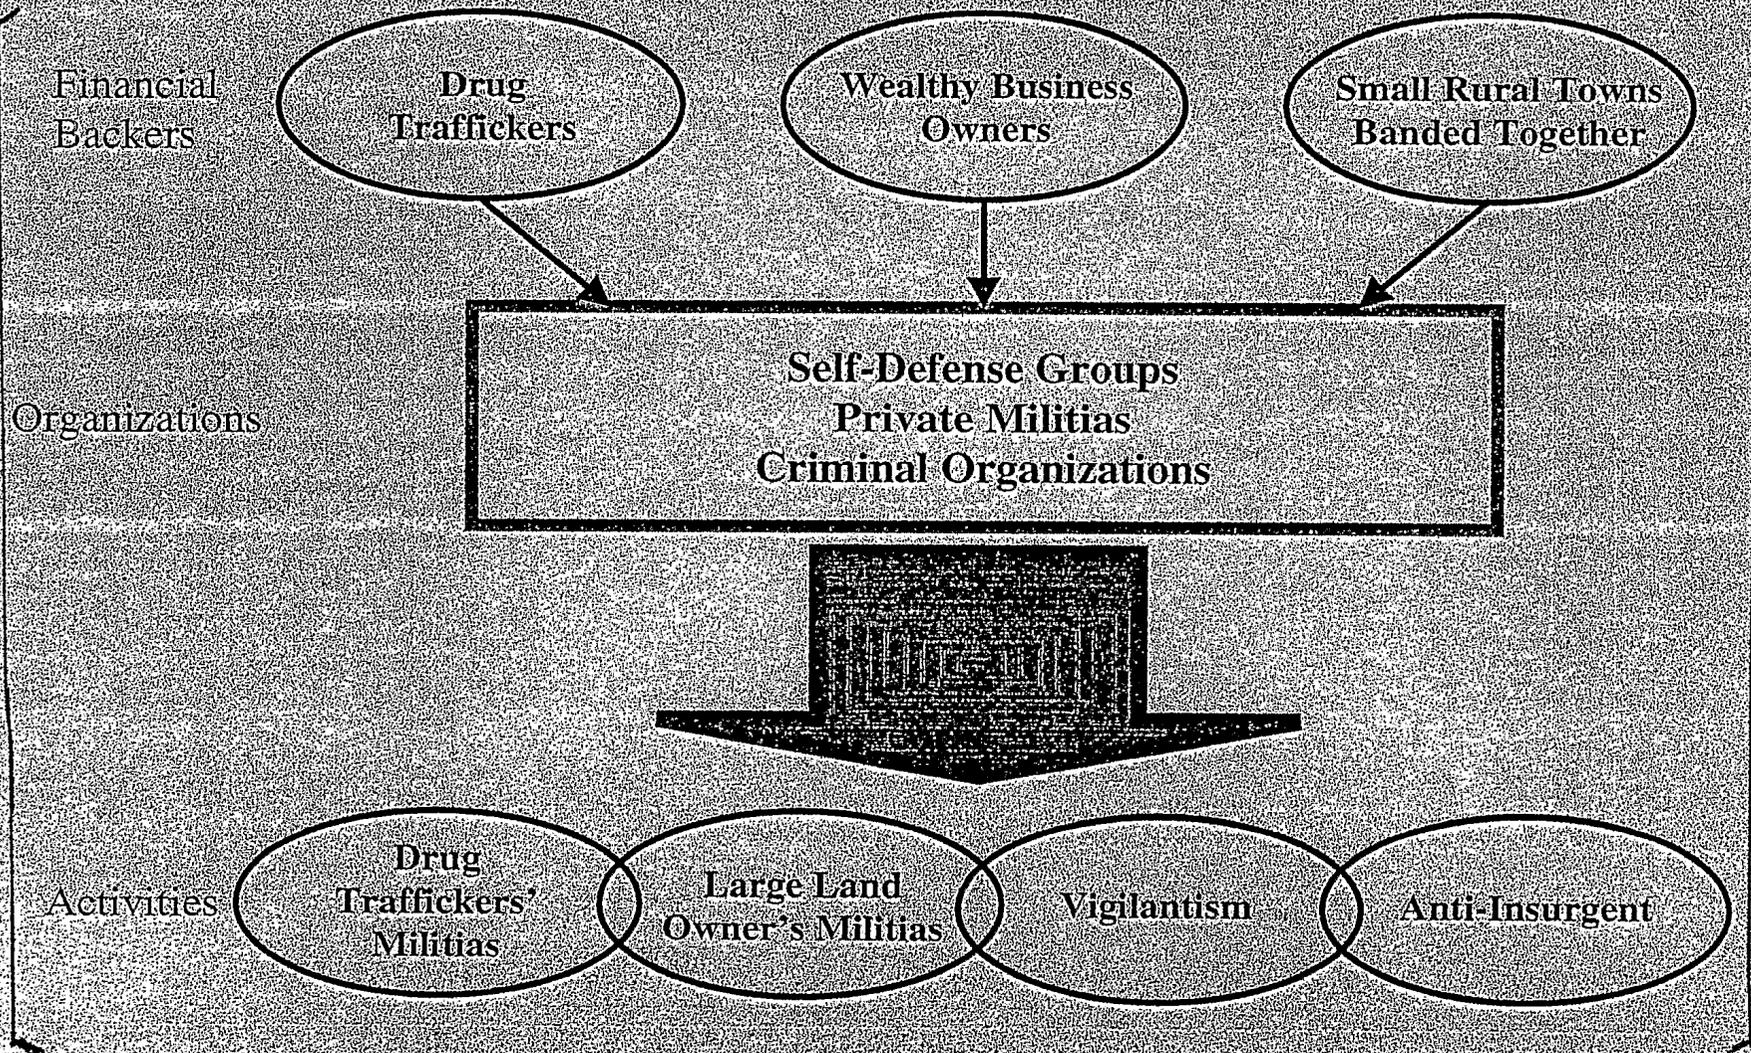 Financial
Backers
Drug
Traffickers
Wealthy Business
Owners
Small Rural Towns
Banded Together
Organizations
Self-Defense Groups
Private Militias
Criminal Organizations
Activities
Drug
Traffickers'
Militias
Large Land
Owner's Militias
Vigilantism
Anti-Insurgent